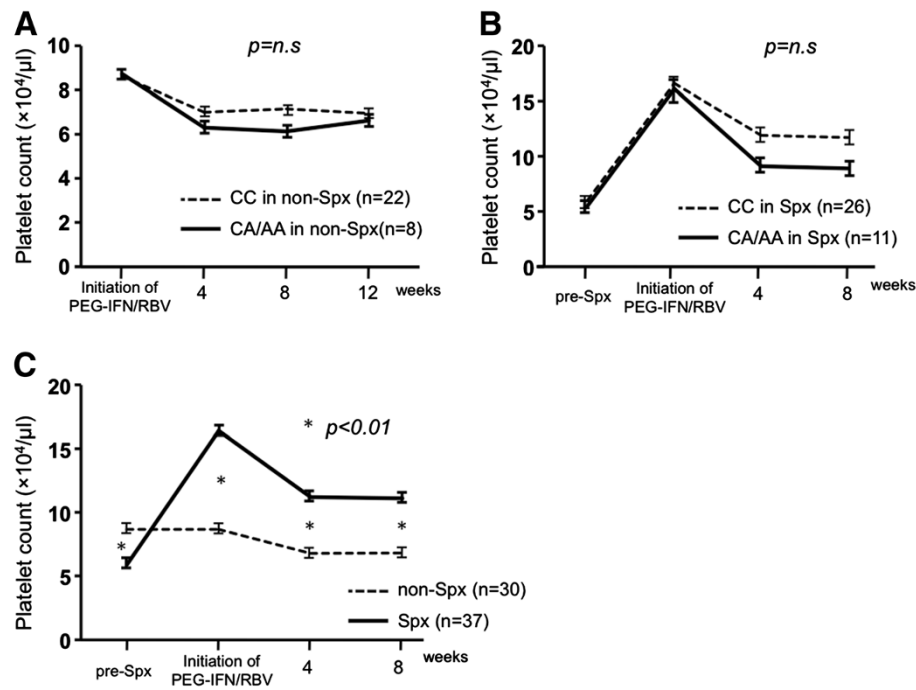 A
Platelet count (×10⁴/μl)
10
8
6
4
2
0
p=n.s
CC in non-Spx (n=22)
CA/AA in non-Spx(n=8)
Initiation of
PEG-IFN/RBV
4
8
12
weeks
B
Platelet count (×10⁴/μl)
20
15
10
5
0
p=n.s
CC in Spx (n=26)
CA/AA in Spx (n=11)
pre-Spx
Initiation of
PEG-IFN/RBV
4
8
weeks
C
Platelet count (×10⁴/μl)
20
15
10
5
0
* p<0.01
*
*
*
*
non-Spx (n=30)
Spx (n=37)
pre-Spx
Initiation of
PEG-IFN/RBV
4
8
weeks